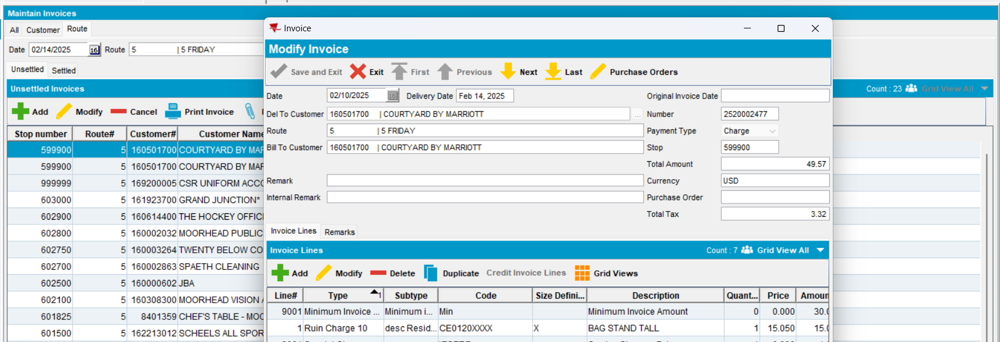 Maintain Invoices
All Customer Route
Date 02/14/2025 16 Route 5 | 5 FRIDAY
Unsettled Settled
Unsettled Invoices
Count : 23 Grid View All
Add Modify Cancel Print Invoice
Stop number Route# Customer# Customer Name
599900 5 160501700 COURTYARD BY MAR
599900 5 160501700 COURTYARD BY MAR
999999 5 169200005 CSR UNIFORM ACCO
603000 5 161923700 GRAND JUNCTION*
602900 5 160614400 THE HOCKEY OFFIC
602800 5 160002032 MOORHEAD PUBLIC
602750 5 160003264 TWENTY BELOW CO
602700 5 160002863 SPAETH CLEANING
602500 5 160000602 JBA
602100 5 160308300 MOORHEAD VISION A
601825 5 8401359 CHEF'S TABLE - MOO
601500 5 162213012 SCHEELS ALL SPOR
Invoice
Modify Invoice
Save and Exit Exit First Previous Next Last Purchase Orders
Date 02/10/2025 16 Delivery Date Feb 14, 2025 Original Invoice Date
Del To Customer 160501700 | COURTYARD BY MARRIOTT ... Number 2520002477
Route 5 | 5 FRIDAY Payment Type Charge
Bill To Customer 160501700 | COURTYARD BY MARRIOTT Stop 599900
Total Amount 49.57
Remark Currency USD
Internal Remark Purchase Order
Total Tax 3.32
Invoice Lines Remarks
Invoice Lines Count : 7 Grid View All
Add Modify Delete Duplicate Credit Invoice Lines Grid Views
Line# Type 1 Subtype Code Size Defini... Description Quant... Price Amoun
9001 Minimum Invoice ... Minimum i... Min Minimum Invoice Amount 0 0.000 30.0
1 Ruin Charge 10 desc Resid... CE0120XXXX X BAG STAND TALL 1 15.050 15.0